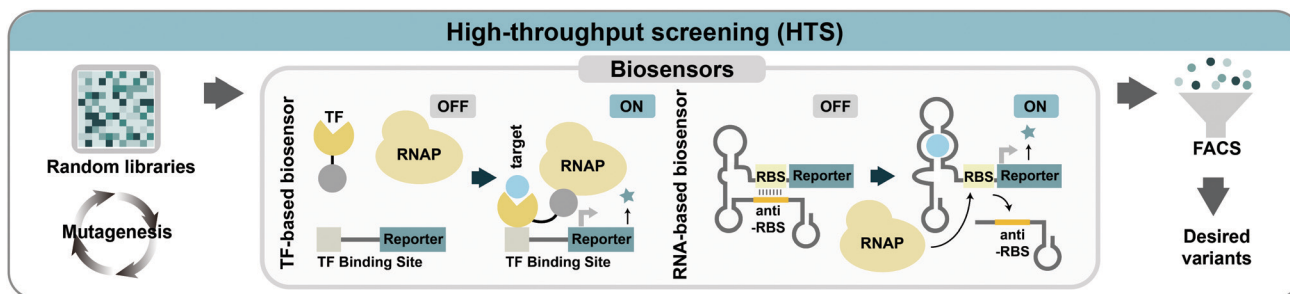 High-throughput screening (HTS)
Random libraries
Mutagenesis
Biosensors
TF-based biosensor
OFF
TF
RNAP
Reporter
TF Binding Site
ON
target
RNAP
Reporter
TF Binding Site
RNA-based biosensor
OFF
RBS
Reporter
anti
-RBS
RNAP
ON
RBS
Reporter
anti
-RBS
FACS
Desired
variants